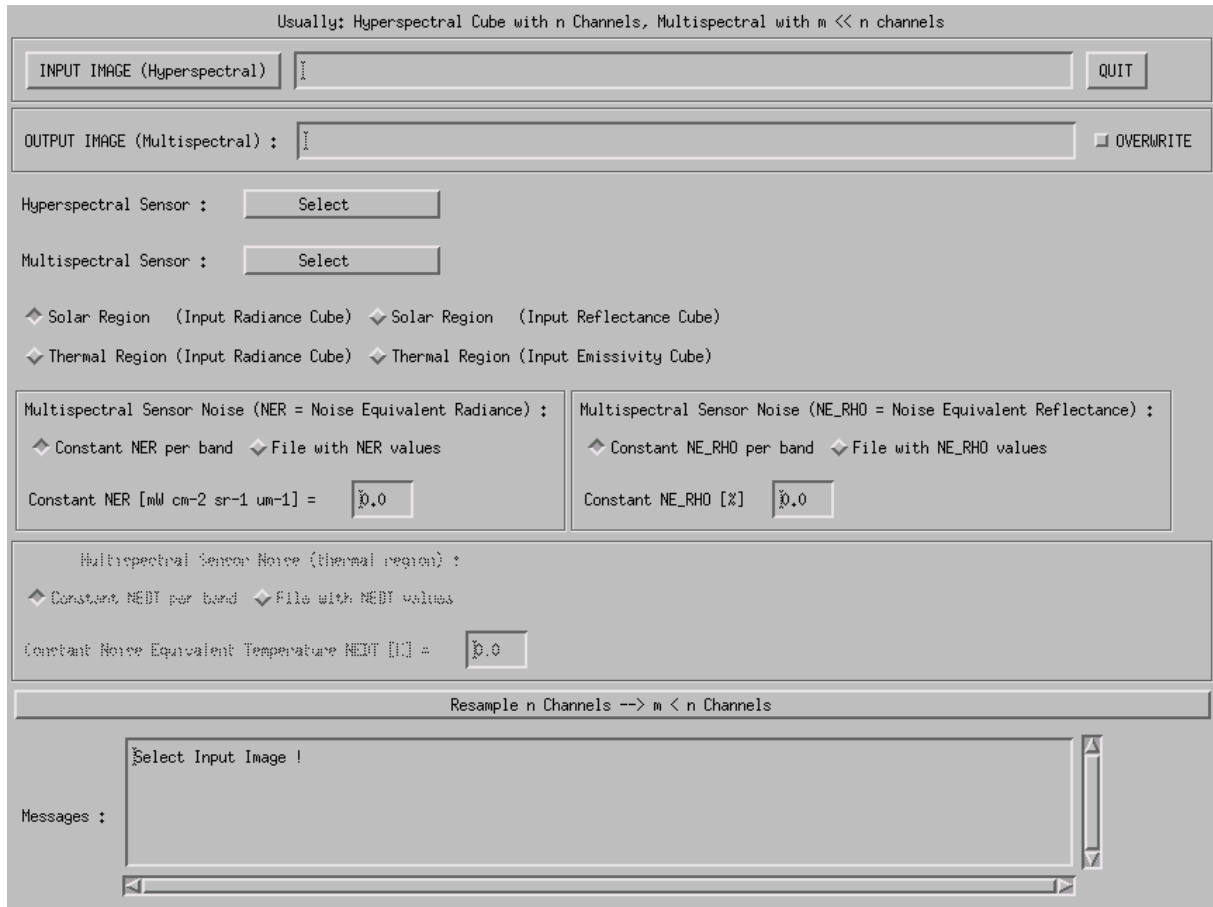 Usually: Hyperspectral Cube with n Channels, Multispectral with m << n channels
INPUT IMAGE (Hyperspectral)
QUIT
OUTPUT IMAGE (Multispectral) :
OVERWRITE
Hyperspectral Sensor : Select
Multispectral Sensor : Select
Solar Region (Input Radiance Cube) Solar Region (Input Reflectance Cube)
Thermal Region (Input Radiance Cube) Thermal Region (Input Emissivity Cube)
Multispectral Sensor Noise (NER = Noise Equivalent Radiance) :
Constant NER per band File with NER values
Constant NER [mW cm-2 sr-1 um-1] = 0.0
Multispectral Sensor Noise (NE_RHO = Noise Equivalent Reflectance) :
Constant NE_RHO per band File with NE_RHO values
Constant NE_RHO [%] 0.0
Multispectral Sensor Noise (thermal region) :
Constant NEDT per band File with NEDT values
Constant Noise Equivalent Temperature NEDT [K] = 0.0
Resample n Channels --> m < n Channels
Messages :
Select Input Image !